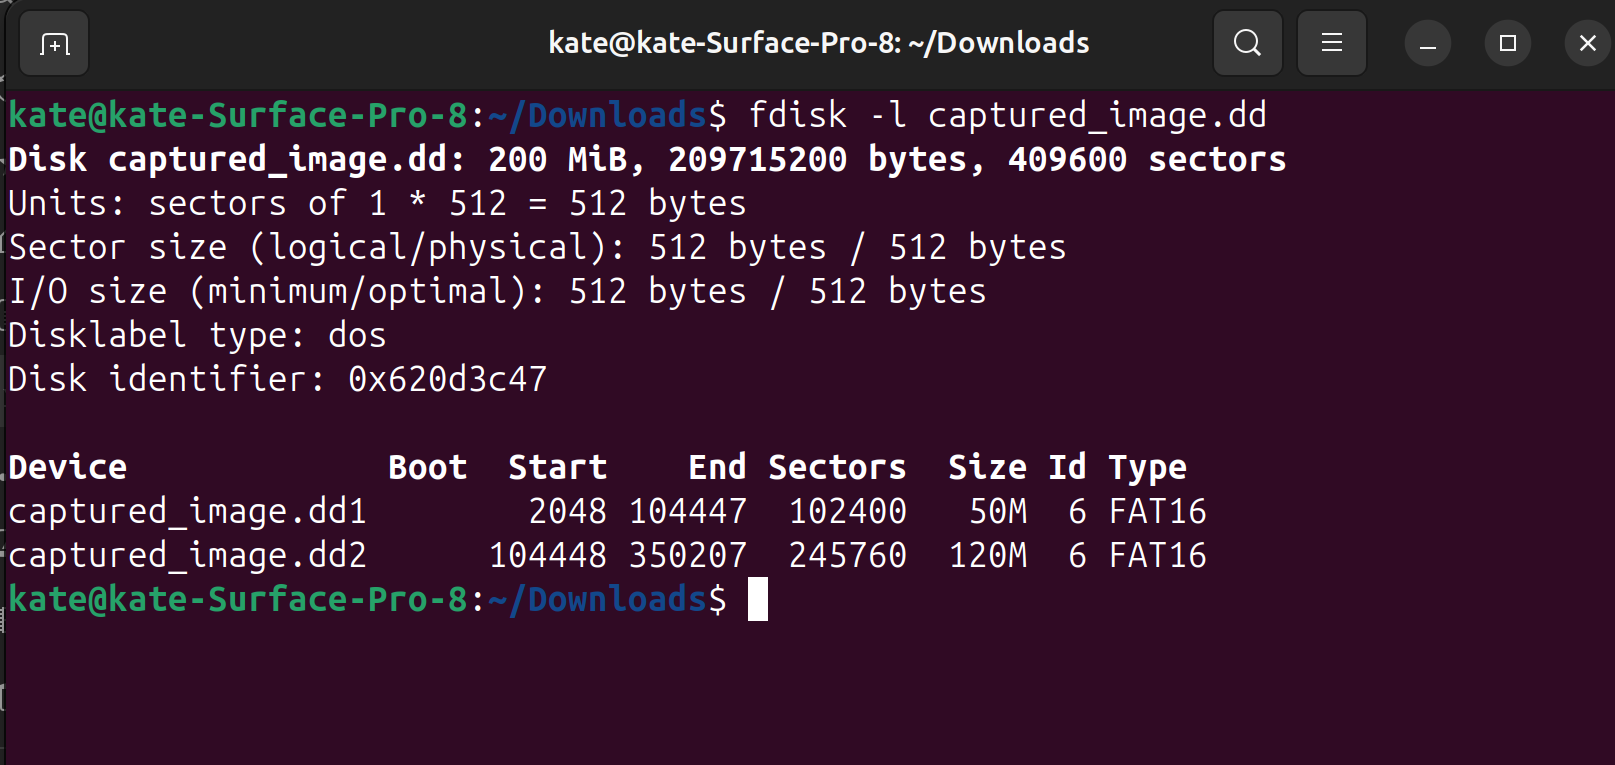 kate@kate-Surface-Pro-8: ~/Downloads
kate@kate-Surface-Pro-8:~/Downloads$ fdisk -l captured_image.dd
Disk captured_image.dd: 200 MiB, 209715200 bytes, 409600 sectors
Units: sectors of 1 * 512 = 512 bytes
Sector size (logical/physical): 512 bytes / 512 bytes
I/O size (minimum/optimal): 512 bytes / 512 bytes
Disklabel type: dos
Disk identifier: 0x620d3c47
Device             Boot  Start    End Sectors  Size Id Type
captured_image.dd1        2048 104447  102400   50M  6 FAT16
captured_image.dd2      104448 350207  245760  120M  6 FAT16
kate@kate-Surface-Pro-8:~/Downloads$